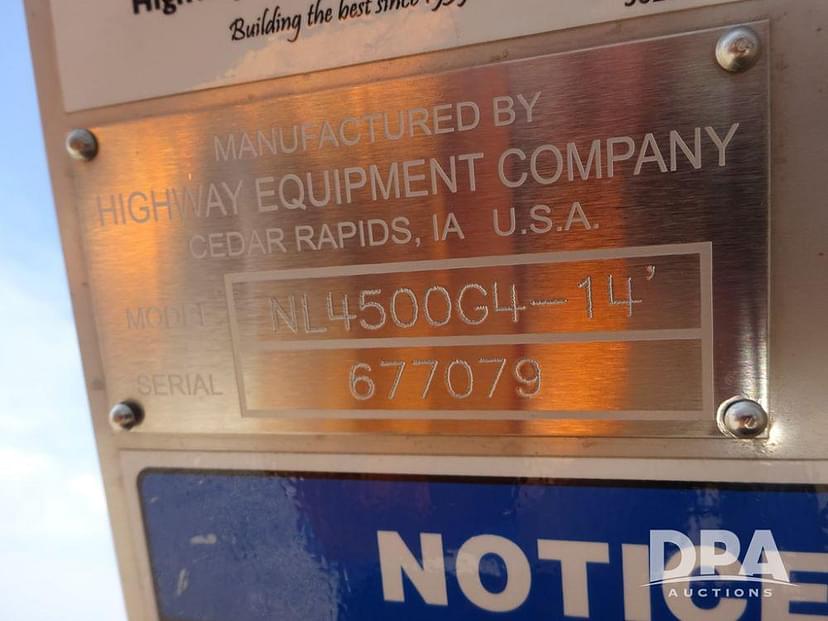 Building the best since 1939
MANUFACTURED BY
HIGHWAY EQUIPMENT COMPANY
CEDAR RAPIDS, IA U.S.A.
MODEL NL4500G4-14'
SERIAL 677079
NOTICE
DPA
AUCTIONS